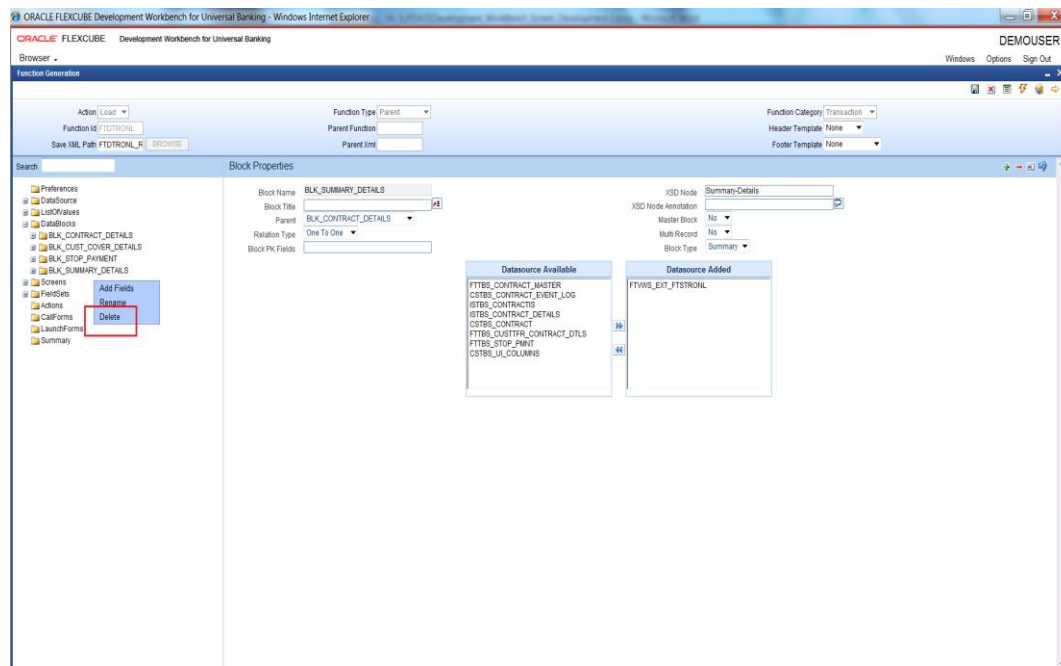 ORACLE FLEXCUBE Development Workbench for Universal Banking - Windows Internet Explorer
ORACLE FLEXCUBE Development Workbench for Universal Banking
DEMOUSER
Browser
Windows Options Sign Out
Function Generation
Action Load
Function Type Parent
Function Category Transaction
Function Id FTDTRONL
Parent Function
Header Template None
Save XML Path FTDTRONL_R BROWSE
Parent Xml
Footer Template None
Search
Block Properties
Preferences
DataSource
ListOfValues
DataBlocks
BLK_CONTRACT_DETAILS
BLK_CUST_COVER_DETAILS
BLK_STOP_PAYMENT
BLK_SUMMARY_DETAILS
Screens
FieldSets
Actions
CallForms
LaunchForms
Summary
Add Fields
Rename
Delete
Block Name BLK_SUMMARY_DETAILS
Block Title
Parent BLK_CONTRACT_DETAILS
Relation Type One To One
Block PK Fields
XSD Node Summary-Details
XSD Node Annotation
Master Block No
Multi Record No
Block Type Summary
Datasource Available
FTTBS_CONTRACT_MASTER
CSTBS_CONTRACT_EVENT_LOG
ISTBS_CONTRACTIS
ISTBS_CONTRACT_DETAILS
CSTBS_CONTRACT
FTTBS_CUSTTFR_CONTRACT_DTLS
FTTBS_STOP_PMNT
CSTBS_UI_COLUMNS
Datasource Added
FTVWS_EXT_FTSTRONL